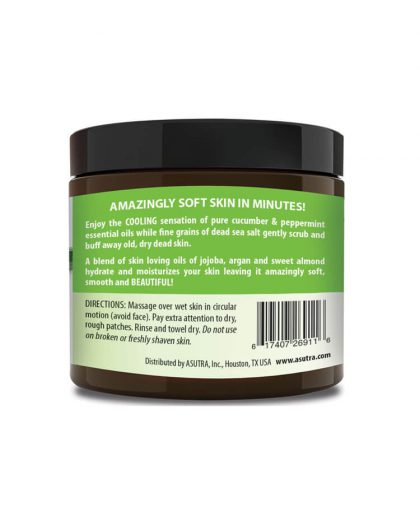 AMAZINGLY SOFT SKIN IN MINUTES!
Enjoy the COOLING sensation of pure cucumber & peppermint
essential oils while fine grains of dead sea salt gently scrub and
buff away old, dry dead skin.
A blend of skin loving oils of jojoba, argan and sweet almond
hydrate and moisturizes your skin leaving it amazingly soft,
smooth and BEAUTIFUL!
DIRECTIONS: Massage over wet skin in circular
motion (avoid face). Pay extra attention to dry,
rough patches. Rinse and towel dry. Do not use
on broken or freshly shaven skin.
6 17407 26911 6
Distributed by ASUTRA, Inc., Houston, TX USA www.asutra.com